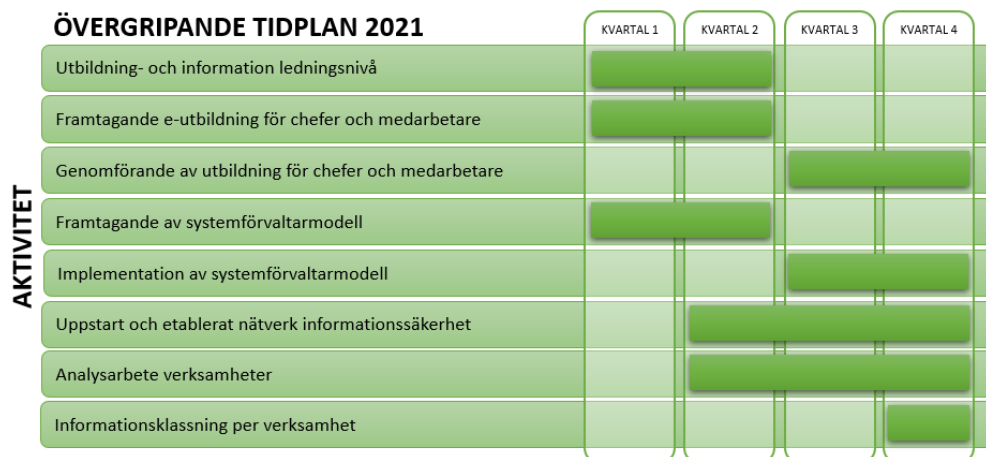 ÖVERGRIPANDE TIDPLAN 2021
KVARTAL 1
KVARTAL 2
KVARTAL 3
KVARTAL 4
AKTIVITET
Utbildning- och information ledningsnivå
Framtagande e-utbildning för chefer och medarbetare
Genomförande av utbildning för chefer och medarbetare
Framtagande av systemförvaltarmodell
Implementation av systemförvaltarmodell
Uppstart och etablerat nätverk informationssäkerhet
Analysarbete verksamheter
Informationsklassning per verksamhet